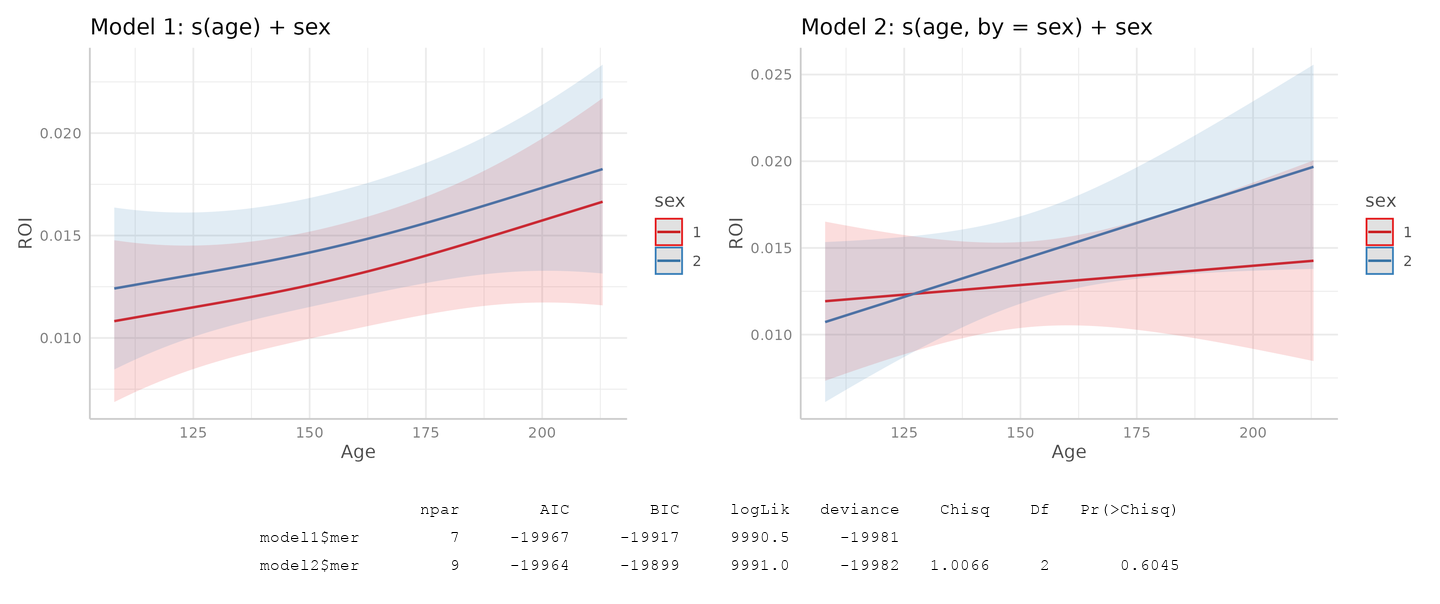 Model 1: s(age) + sex
0.020
0.015
0.010
ROI
125 150 175 200
Age
sex
1
2
Model 2: s(age, by = sex) + sex
0.025
0.020
0.015
0.010
ROI
125 150 175 200
Age
sex
1
2
npar AIC BIC logLik deviance Chisq Df Pr(>Chisq)
model1$mer 7 -19967 -19917 9990.5 -19981
model2$mer 9 -19964 -19899 9991.0 -19982 1.0066 2 0.6045